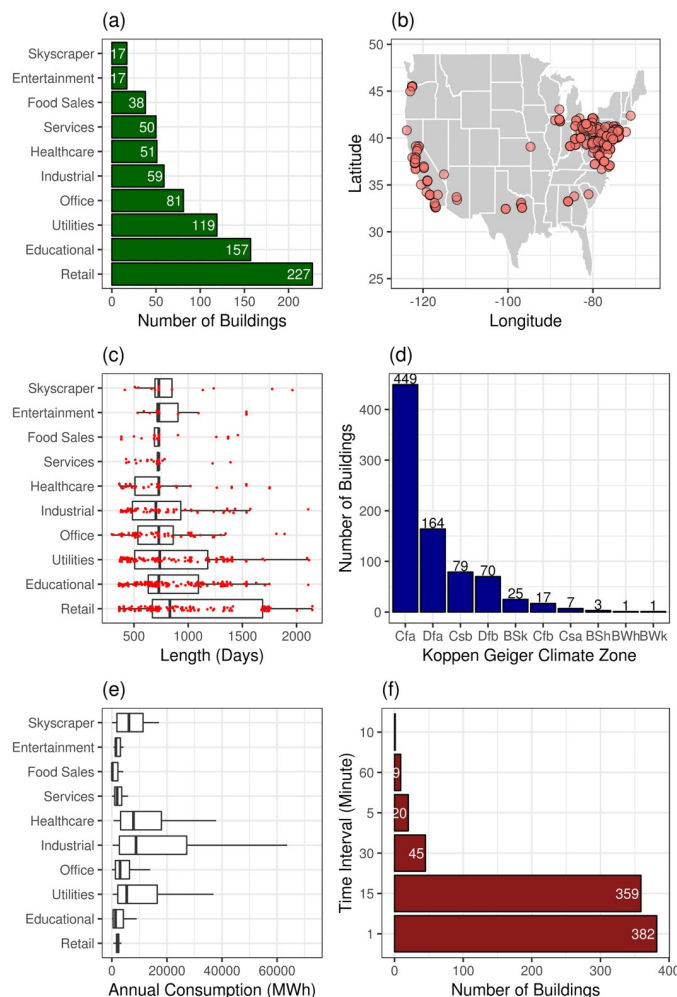 (a)
Skyscraper 17
Entertainment 17
Food Sales 38
Services 50
Healthcare 51
Industrial 59
Office 81
Utilities 119
Educational 157
Retail 227
0 50 100 150 200
Number of Buildings
(b)
Latitude
50
45
40
35
30
25
-120 -100 -80
Longitude
(c)
Skyscraper
Entertainment
Food Sales
Services
Healthcare
Industrial
Office
Utilities
Educational
Retail
500 1000 1500 2000
Length (Days)
(d)
Number of Buildings
400
300
200
100
0
449 164 79 70 25 17 7 3 1 1
Cfa Dfa Csb Dfb BSk Cfb Csa BSh BWh BWk
Koppen Geiger Climate Zone
(e)
Skyscraper
Entertainment
Food Sales
Services
Healthcare
Industrial
Office
Utilities
Educational
Retail
0 20000 40000 60000
Annual Consumption (MWh)
(f)
Time Interval (Minute)
10
60 9
5 20
30 45
15 359
1 382
0 100 200 300 400
Number of Buildings